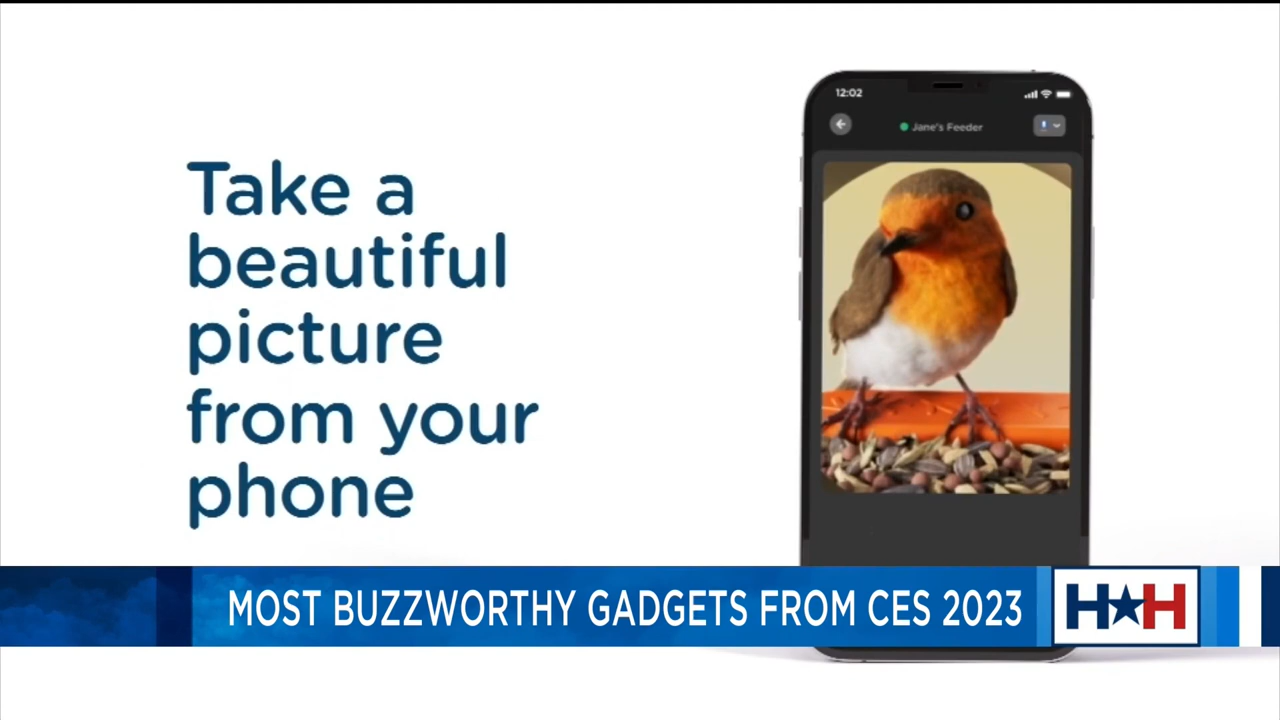 Take a
beautiful
picture
from your
phone
12:02
Jane's Feeder
MOST BUZZWORTHY GADGETS FROM CES 2023
H★H